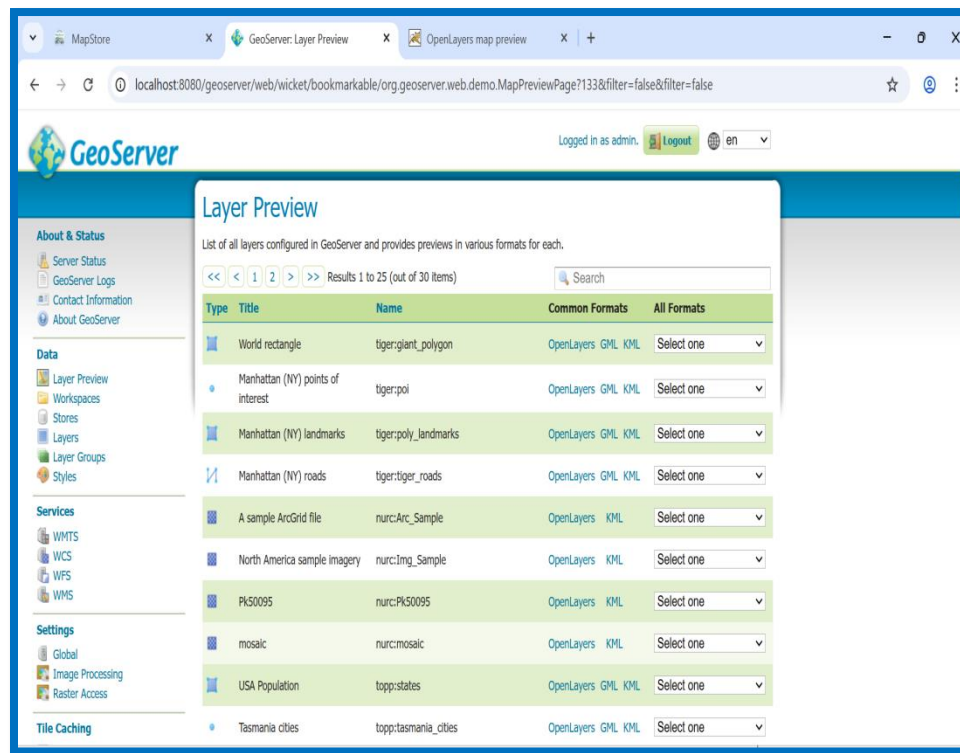 MapStore
GeoServer: Layer Preview
OpenLayers map preview
localhost:8080/geoserver/web/wicket/bookmarkable/org.geoserver.web.demo.MapPreviewPage?133&filter=false&filter=false
GeoServer
Logged in as admin. Logout en
About & Status
Server Status
GeoServer Logs
Contact Information
About GeoServer
Data
Layer Preview
Workspaces
Stores
Layers
Layer Groups
Styles
Services
WMTS
WCS
WFS
WMS
Settings
Global
Image Processing
Raster Access
Tile Caching
Layer Preview
List of all layers configured in GeoServer and provides previews in various formats for each.
<< < 1 2 > >> Results 1 to 25 (out of 30 items) Search
Type Title Name Common Formats All Formats
World rectangle tiger:giant_polygon OpenLayers GML KML Select one
Manhattan (NY) points of
interest tiger:poi OpenLayers GML KML Select one
Manhattan (NY) landmarks tiger:poly_landmarks OpenLayers GML KML Select one
Manhattan (NY) roads tiger:tiger_roads OpenLayers GML KML Select one
A sample ArcGrid file nurc:Arc_Sample OpenLayers KML Select one
North America sample imagery nurc:Img_Sample OpenLayers KML Select one
Pk50095 nurc:Pk50095 OpenLayers KML Select one
mosaic nurc:mosaic OpenLayers KML Select one
USA Population topp:states OpenLayers GML KML Select one
Tasmania cities topp:tasmania_cities OpenLayers GML KML Select one